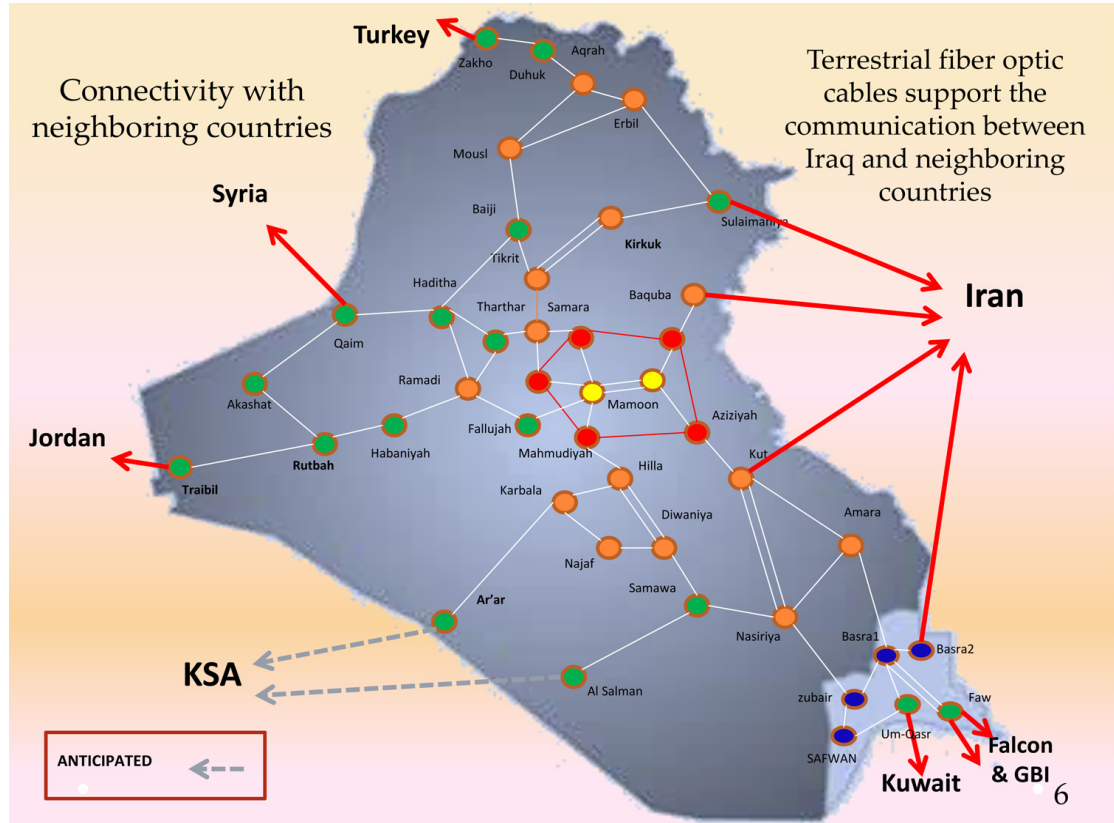 Connectivity with
neighboring countries
Terrestrial fiber optic
cables support the
communication between
Iraq and neighboring
countries
Turkey
Zakho
Duhuk
Aqrah
Erbil
Mousl
Syria
Baiji
Sulaimaniye
Tikrit
Kirkuk
Haditha
Tharthar
Samara
Baquba
Iran
Qaim
Ramadi
Akashat
Mamoon
Aziziyah
Jordan
Rutbah
Habaniyah
Fallujah
Mahmudiyah
Traibil
Hilla
Kut
Karbala
Diwaniya
Amara
Najaf
Samawa
Ar'ar
Nasiriya
Basra1
Basra2
KSA
Al Salman
zubair
Faw
Um-Qasr
SAFWAN
Falcon
& GBI
Kuwait
ANTICIPATED
6